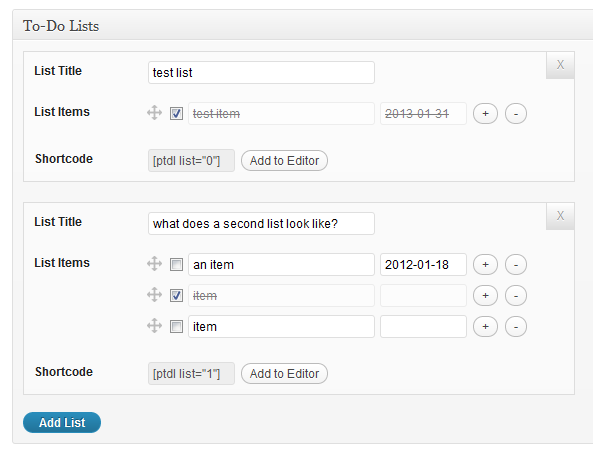 To-Do Lists
X
List Title test list
List Items test item 2013-01-31 + -
Shortcode [ptdl list="0"] Add to Editor
X
List Title what does a second list look like?
List Items an item 2012-01-18 + -
item + -
item + -
Shortcode [ptdl list="1"] Add to Editor
Add List